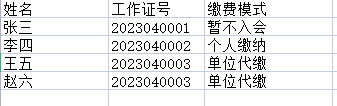 姓名 工作证号 缴费模式
张三 2023040001 暂不入会
李四 2023040002 个人缴纳
王五 2023040003 单位代缴
赵六 2023040003 单位代缴